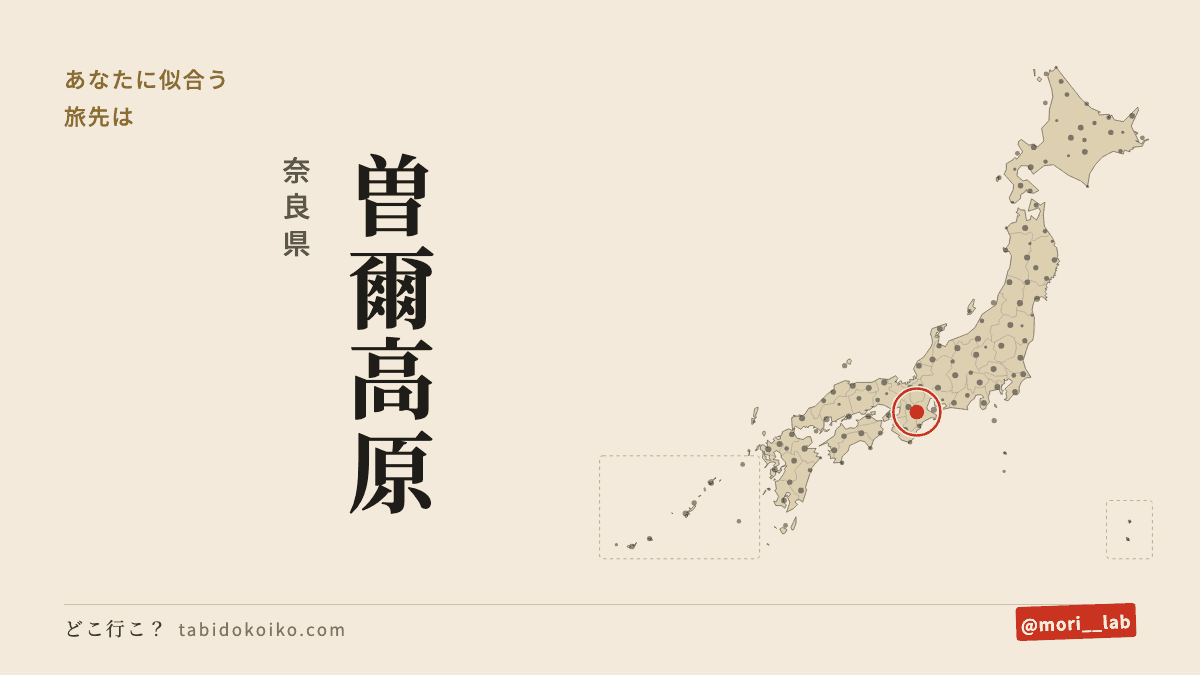 あなたに似合う
旅先は
曽爾高原
奈良県
どこ行こ？ tabidokoiko.com
@mori__lab